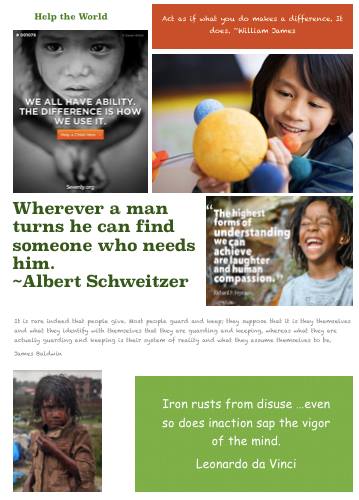 Help the World
Act as if what you do makes a difference. It
does. ~William James
DONATE
WE ALL HAVE ABILITY.
THE DIFFERENCE IS HOW
WE USE IT.
Sevenly.org
Wherever a man
turns he can find
someone who needs
him.
~Albert Schweitzer
“The highest
forms of
understanding
we can
achieve
are laughter
and human
compassion.”
It is rare indeed that people give. Most people guard and keep; they suppose that it is they themselves
and what they identify with themselves that they are guarding and keeping, whereas what they are
actually guarding and keeping is their system of reality and what they assume themselves to be.
James Baldwin
Iron rusts from disuse ...even
so does inaction sap the vigor
of the mind.
Leonardo da Vinci